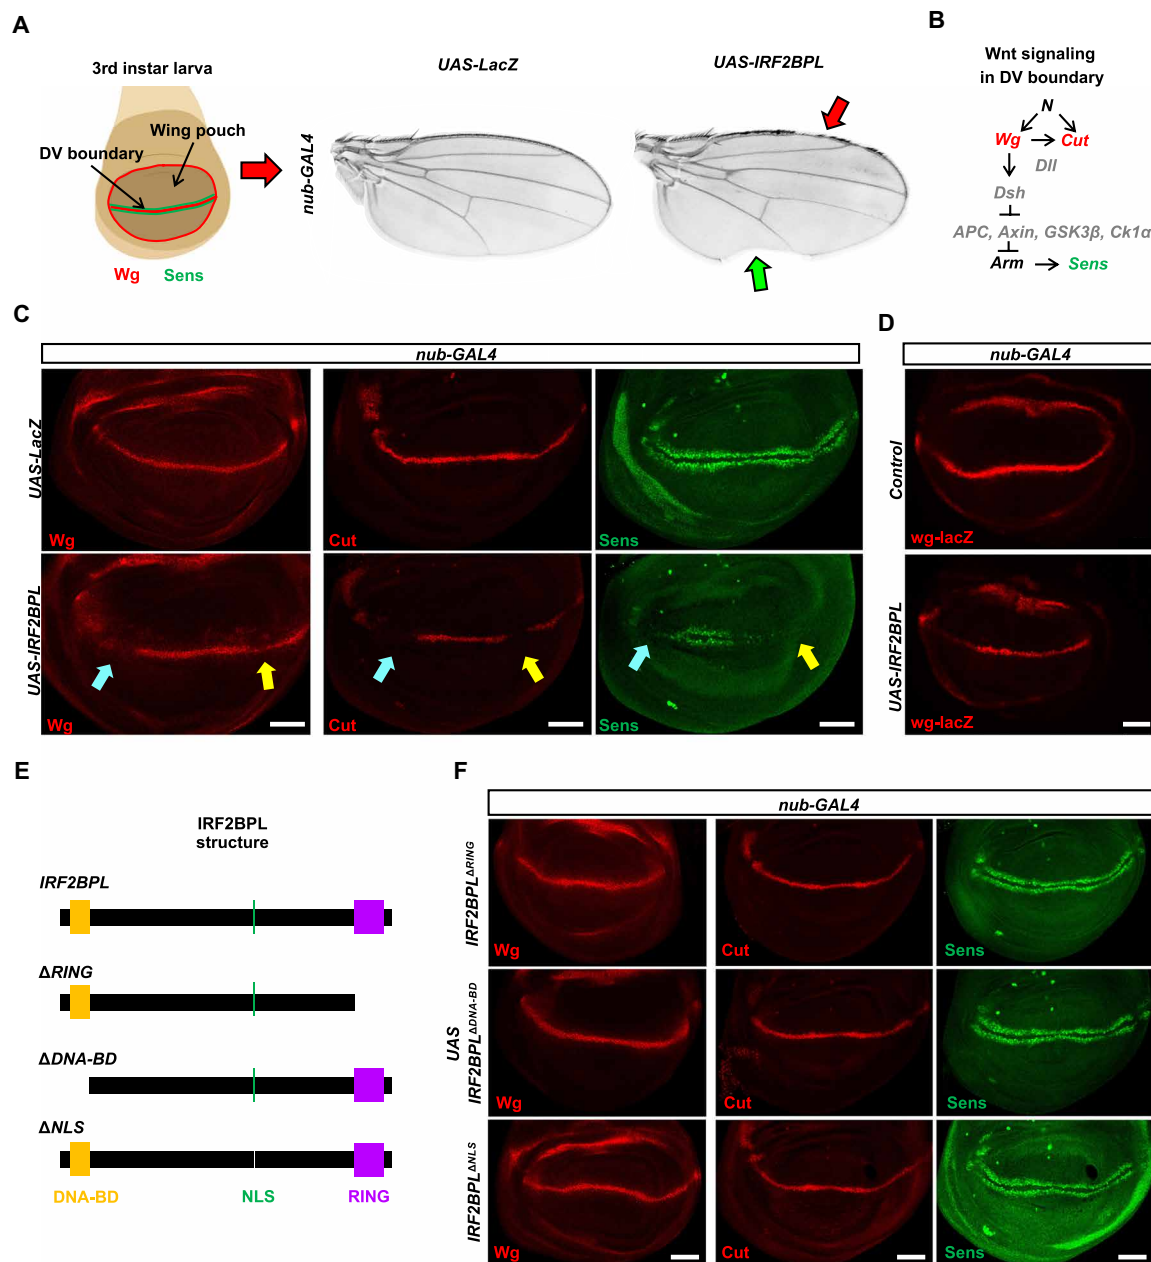 A
3rd instar larva
Wing pouch
DV boundary
Wg Sens
nub-GAL4
UAS-LacZ
UAS-IRF2BPL
B
Wnt signaling
in DV boundary
N
Wg Cut
Dll
Dsh
APC, Axin, GSK3β, Ck1α
Arm Sens
C
nub-GAL4
UAS-LacZ
Wg
Cut
Sens
UAS-IRF2BPL
Wg
Cut
Sens
D
nub-GAL4
Control
wg-lacZ
UAS-IRF2BPL
wg-lacZ
E
IRF2BPL
structure
IRF2BPL
ΔRING
ΔDNA-BD
ΔNLS
DNA-BD NLS RING
F
nub-GAL4
UAS
IRF2BPL^ΔRING
Wg
Cut
Sens
IRF2BPL^ΔDNA-BD
Wg
Cut
Sens
IRF2BPL^ΔNLS
Wg
Cut
Sens